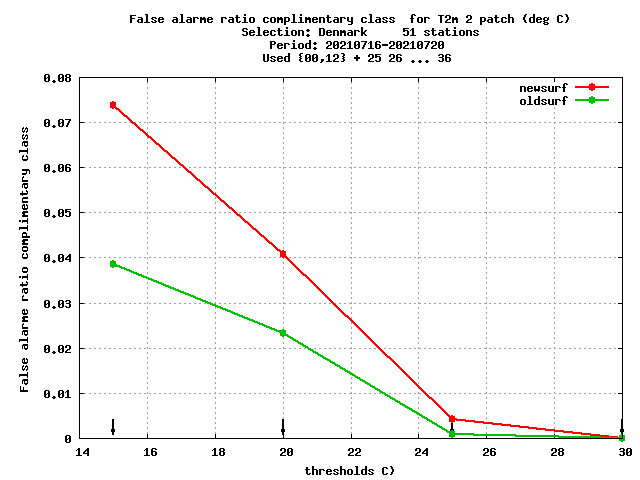 False alarme ratio complimentary class  for T2m 2 patch (deg C)
Selection: Denmark     51 stations
Period: 20210716-20210720
Used {00,12} + 25 26 ... 36
newsurf
oldsurf
False alarme ratio complimentary class
0.08
0.07
0.06
0.05
0.04
0.03
0.02
0.01
0
14 16 18 20 22 24 26 28 30
thresholds C)